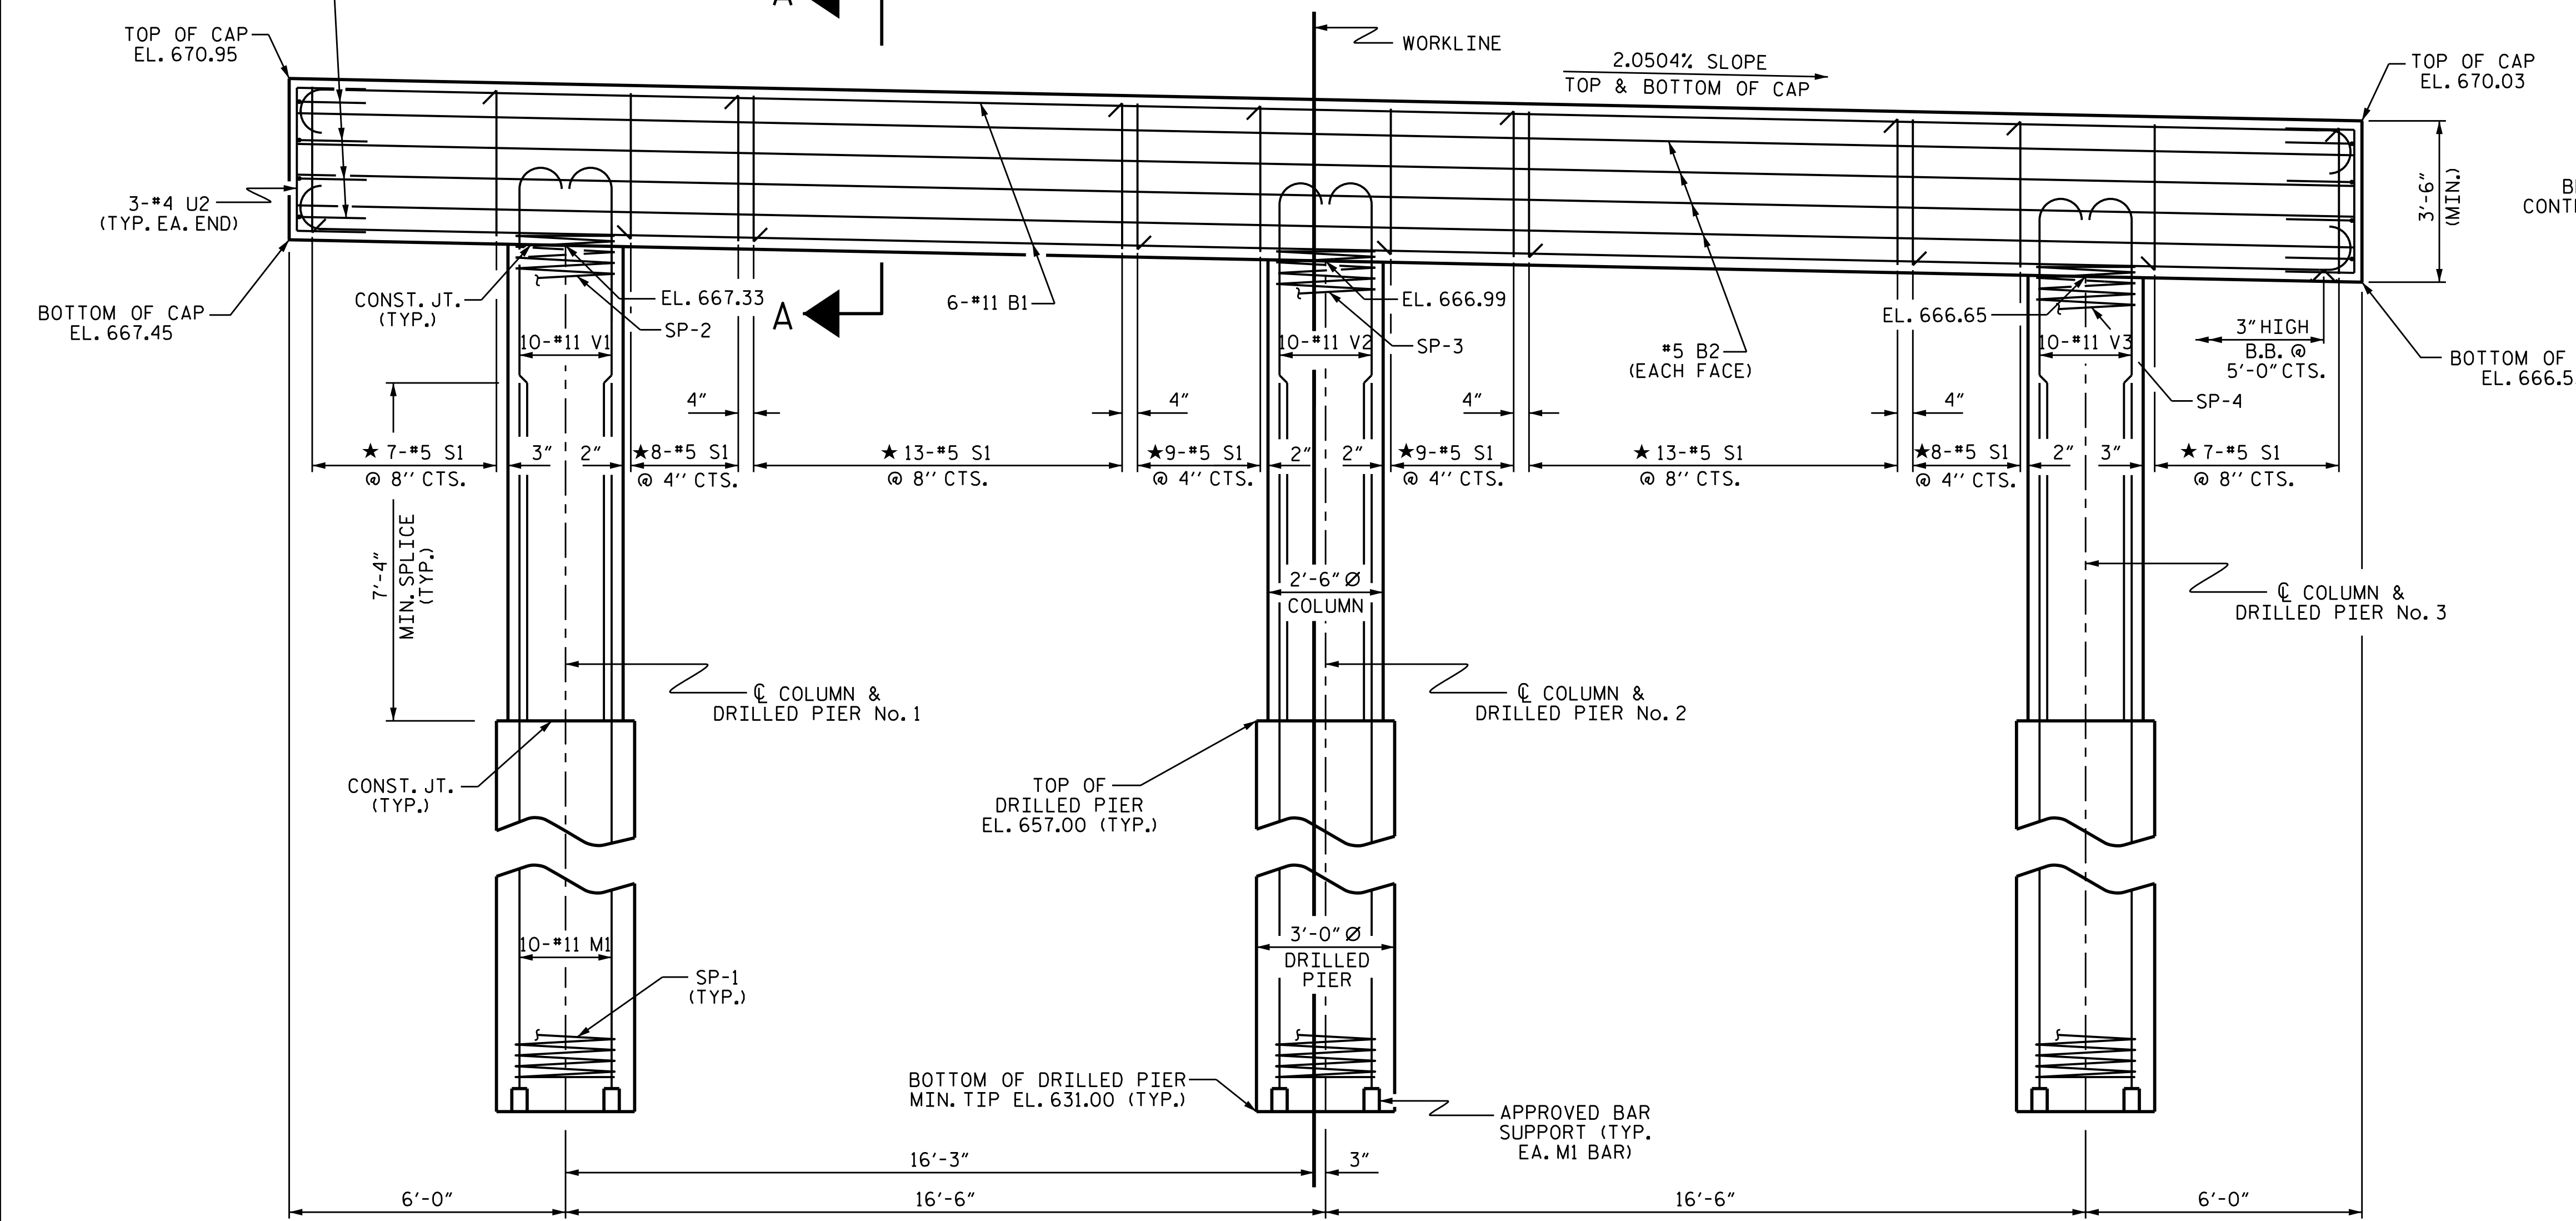 A
TOP OF CAP
EL. 670.95
WORKLINE
2.0504% SLOPE
TOP & BOTTOM OF CAP
TOP OF CAP
EL. 670.03
3'-6"
(MIN.)
3-#4 U2
(TYP. EA. END)
BOTTOM OF CAP
EL. 667.45
CONST. JT.
(TYP.)
EL. 667.33
SP-2
A
6-#11 B1
EL. 666.99
SP-3
#5 B2
(EACH FACE)
EL. 666.65
3" HIGH
B.B. @
5'-0" CTS.
BOTTOM OF
EL. 666.5
SP-4
10-#11 V1
10-#11 V2
10-#11 V3
4"
4"
4"
4"
★ 7-#5 S1
@ 8'' CTS.
3"
2"
★8-#5 S1
@ 4'' CTS.
★ 13-#5 S1
@ 8'' CTS.
★9-#5 S1
@ 4'' CTS.
2"
2"
★9-#5 S1
@ 4'' CTS.
★ 13-#5 S1
@ 8'' CTS.
★8-#5 S1
@ 4'' CTS.
2"
3"
★ 7-#5 S1
@ 8'' CTS.
7'-4"
MIN. SPLICE
(TYP.)
2'-6" Ø
COLUMN
℄ COLUMN &
DRILLED PIER No. 3
℄ COLUMN &
DRILLED PIER No. 1
℄ COLUMN &
DRILLED PIER No. 2
CONST. JT.
(TYP.)
TOP OF
DRILLED PIER
EL. 657.00 (TYP.)
10-#11 M1
SP-1
(TYP.)
3'-0" Ø
DRILLED
PIER
BOTTOM OF DRILLED PIER
MIN. TIP EL. 631.00 (TYP.)
APPROVED BAR
SUPPORT (TYP.
EA. M1 BAR)
16'-3"
3"
6'-0"
16'-6"
16'-6"
6'-0"